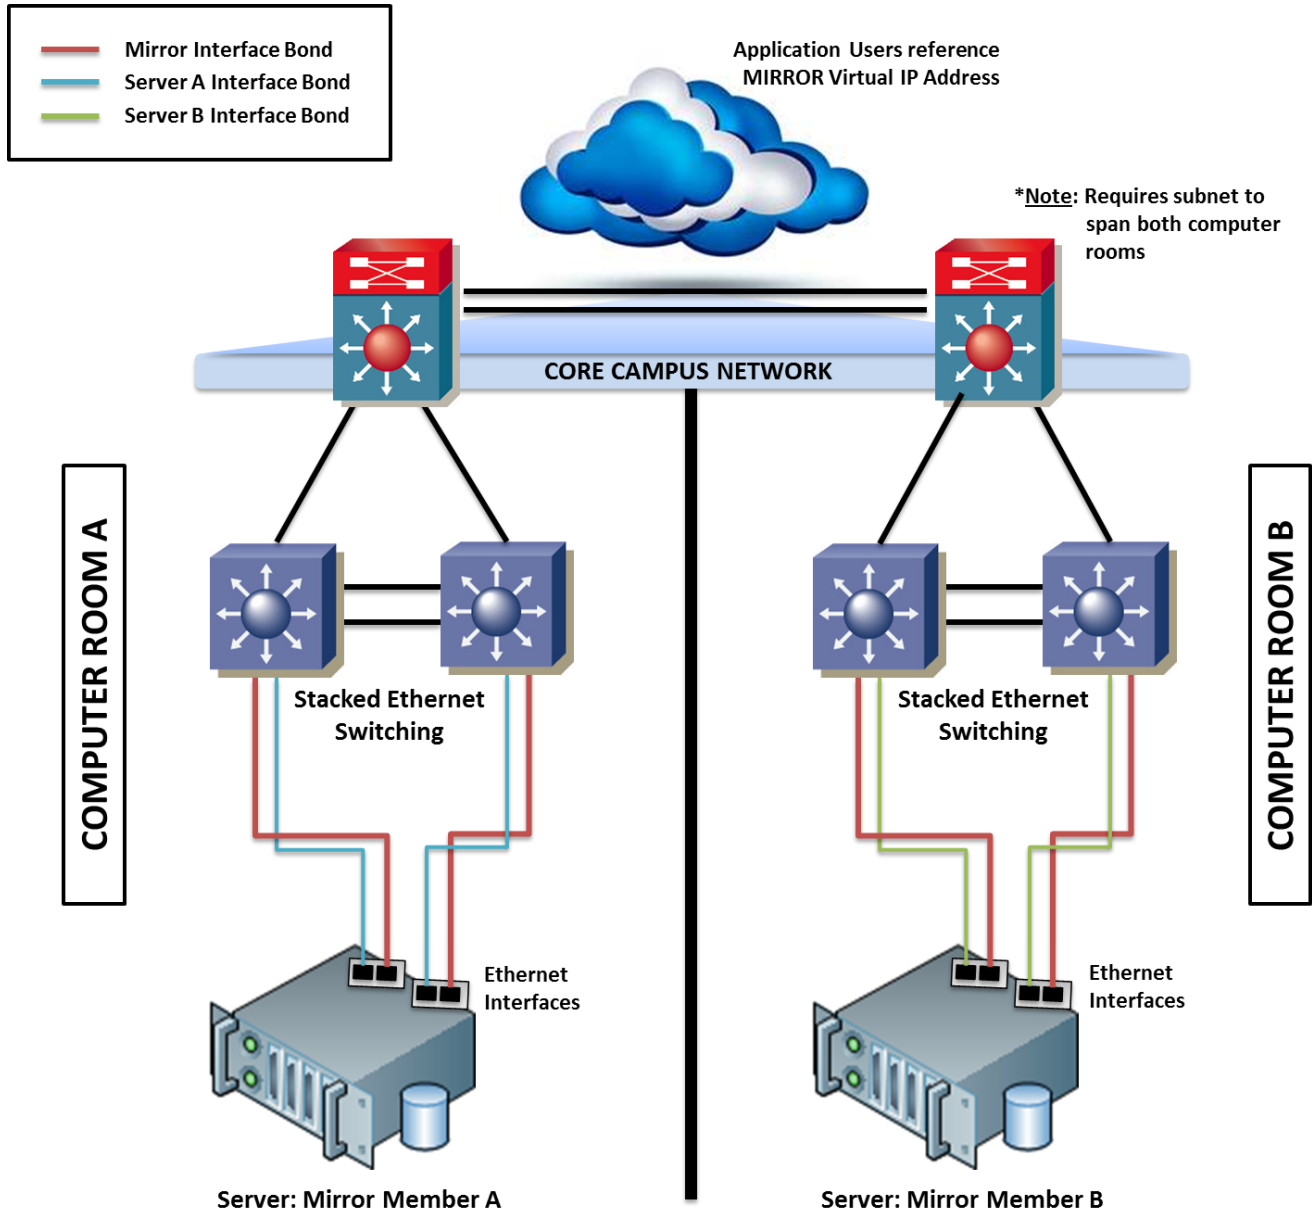 Mirror Interface Bond
Server A Interface Bond
Server B Interface Bond
Application Users reference
MIRROR Virtual IP Address
*Note: Requires subnet to
span both computer
rooms
CORE CAMPUS NETWORK
COMPUTER ROOM A
COMPUTER ROOM B
Stacked Ethernet
Switching
Stacked Ethernet
Switching
Ethernet
Interfaces
Ethernet
Interfaces
Server: Mirror Member A
Server: Mirror Member B